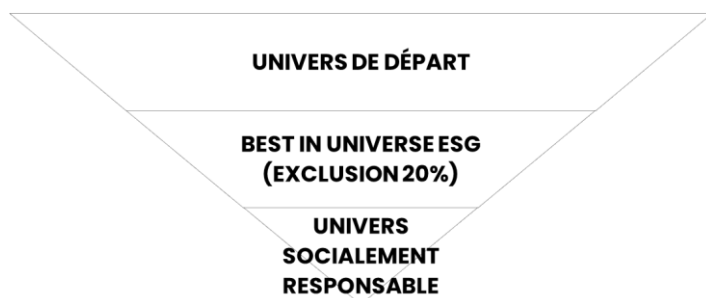 UNIVERS DE DÉPART
BEST IN UNIVERSE ESG
(EXCLUSION 20%)
UNIVERS
SOCIALEMENT
RESPONSABLE